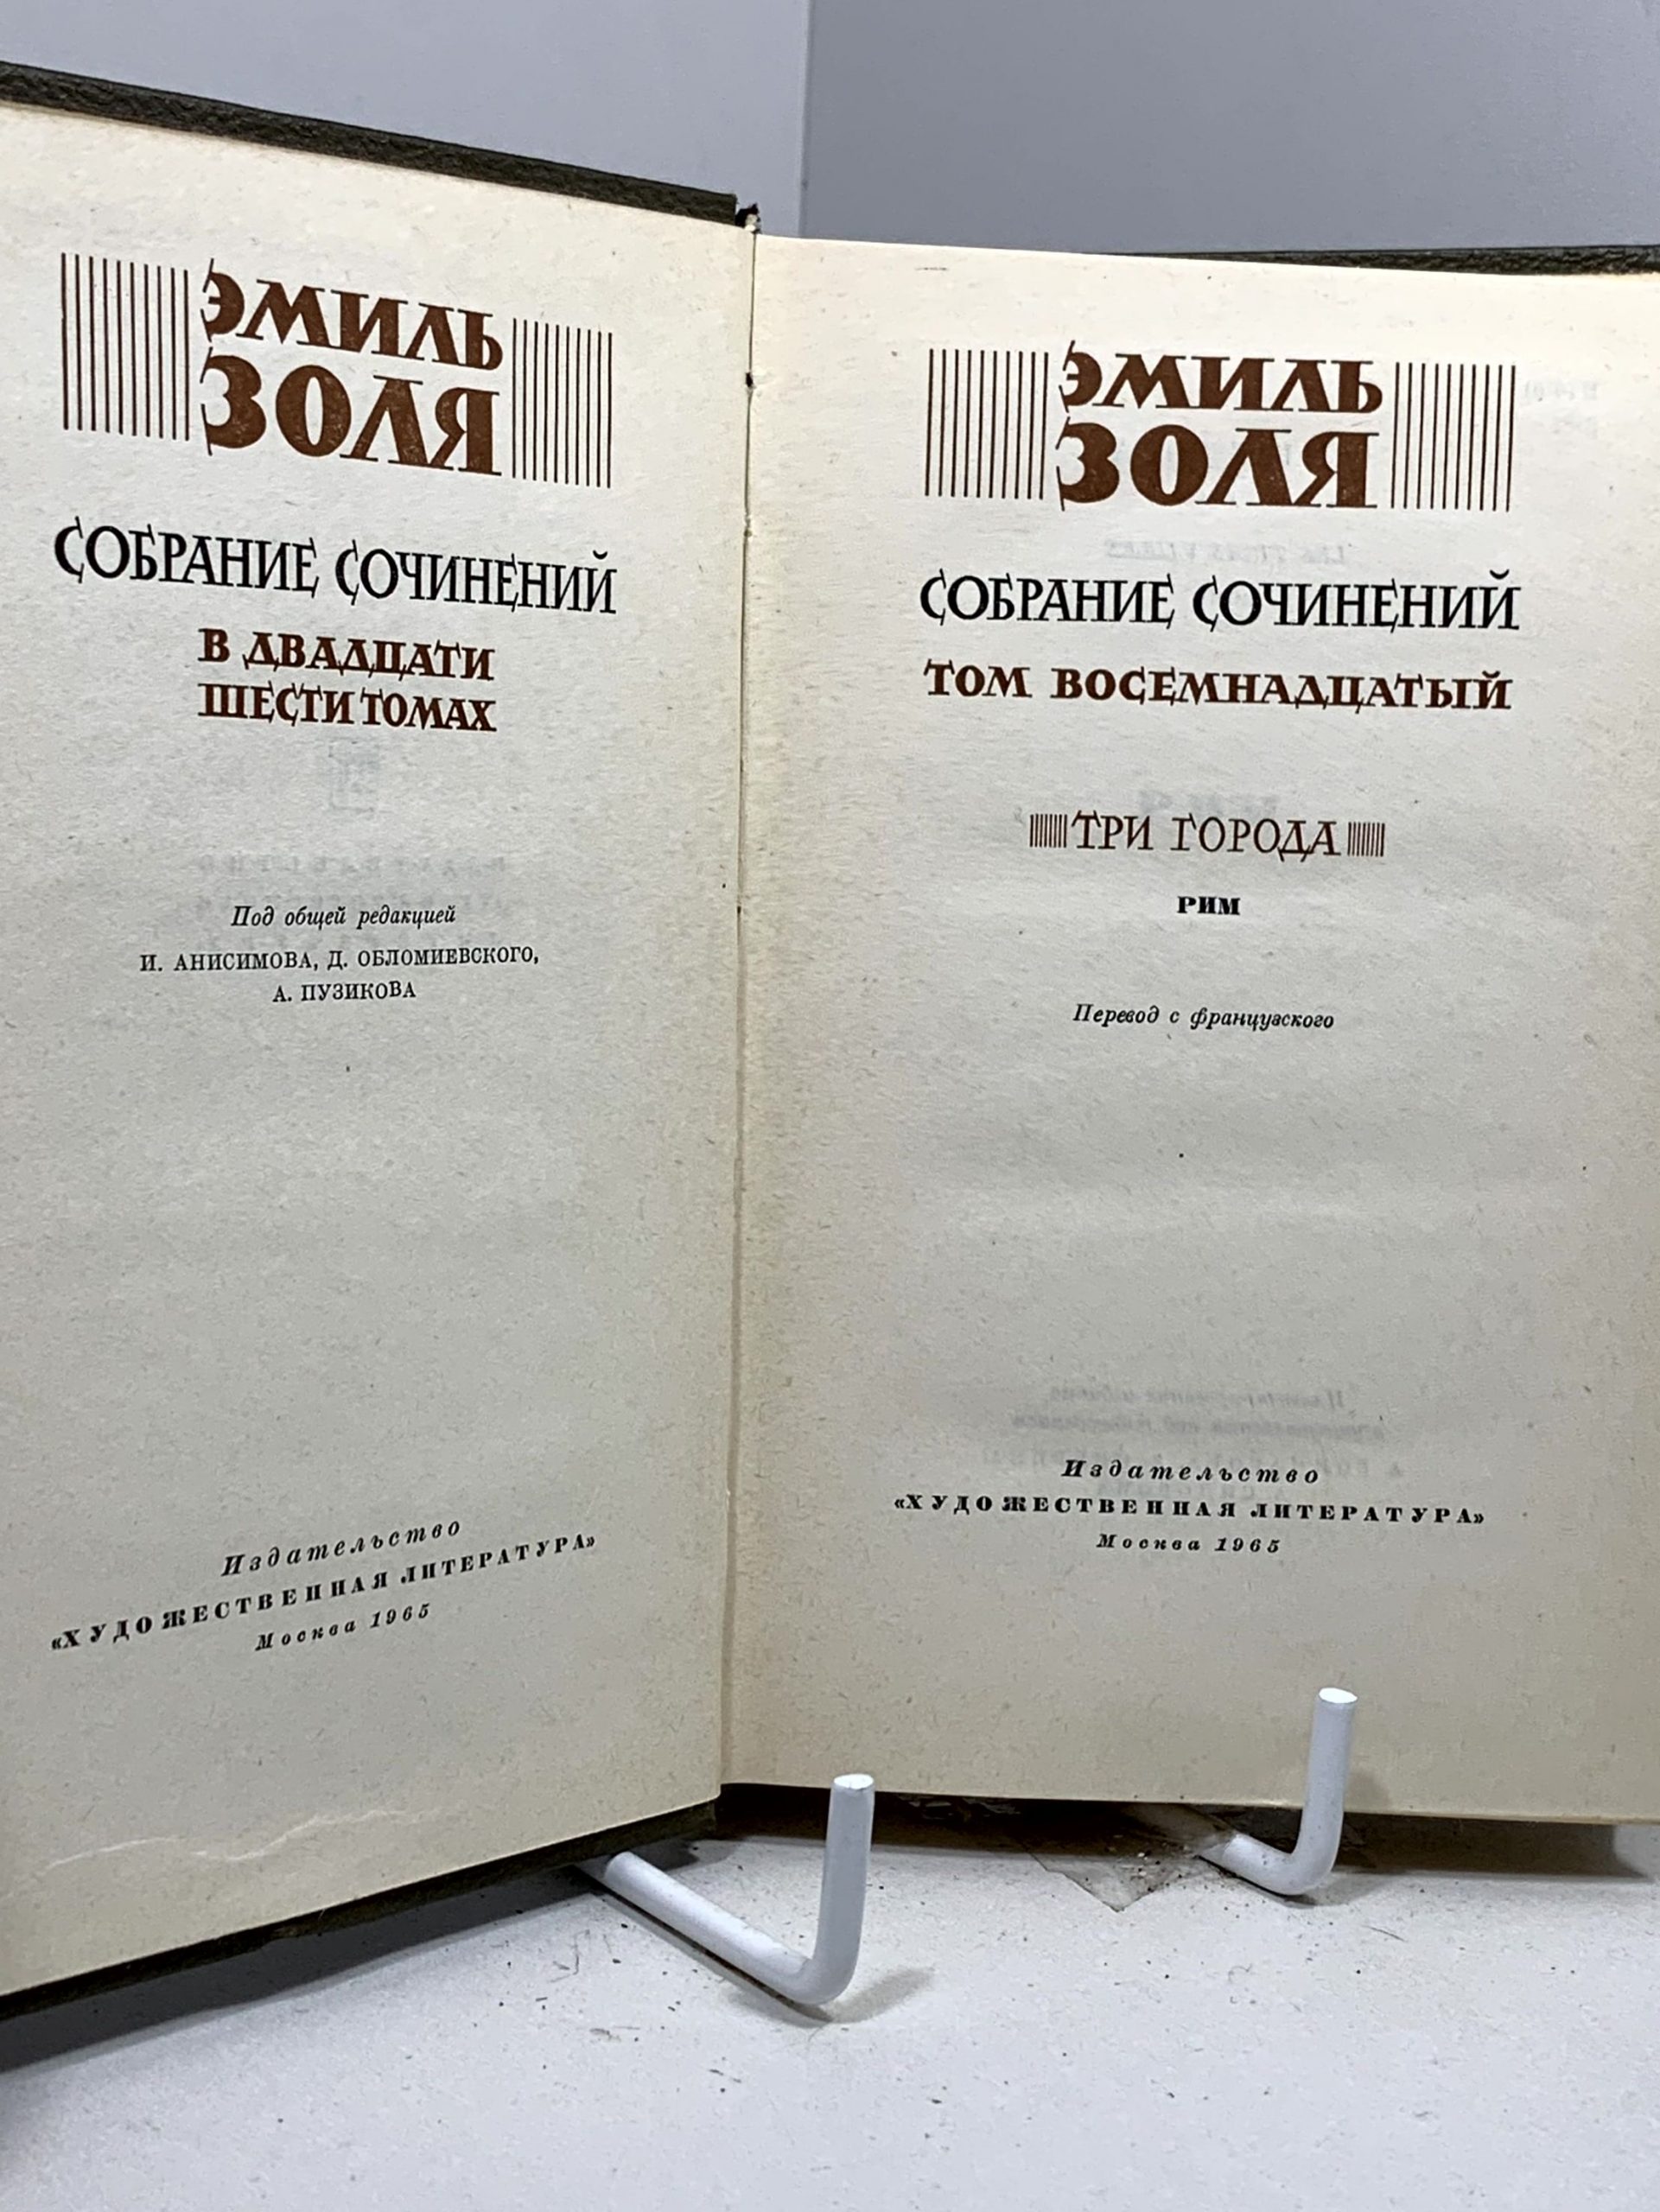 ЭМИЛЬ
ЗОЛЯ
СОБРАНИЕ СОЧИНЕНИЙ
В ДВАДЦАТИ
ШЕСТИ ТОМАХ
Под общей редакцией
И. АНИСИМОВА, Д. ОБЛОМИЕВСКОГО,
А. ПУЗИКОВА
Издательство
«ХУДОЖЕСТВЕННАЯ ЛИТЕРАТУРА»
Москва 1965
ЭМИЛЬ
ЗОЛЯ
СОБРАНИЕ СОЧИНЕНИЙ
ТОМ ВОСЕМНАДЦАТЫЙ
ТРИ ГОРОДА
РИМ
Перевод с французского
Издательство
«ХУДОЖЕСТВЕННАЯ ЛИТЕРАТУРА»
Москва 1965